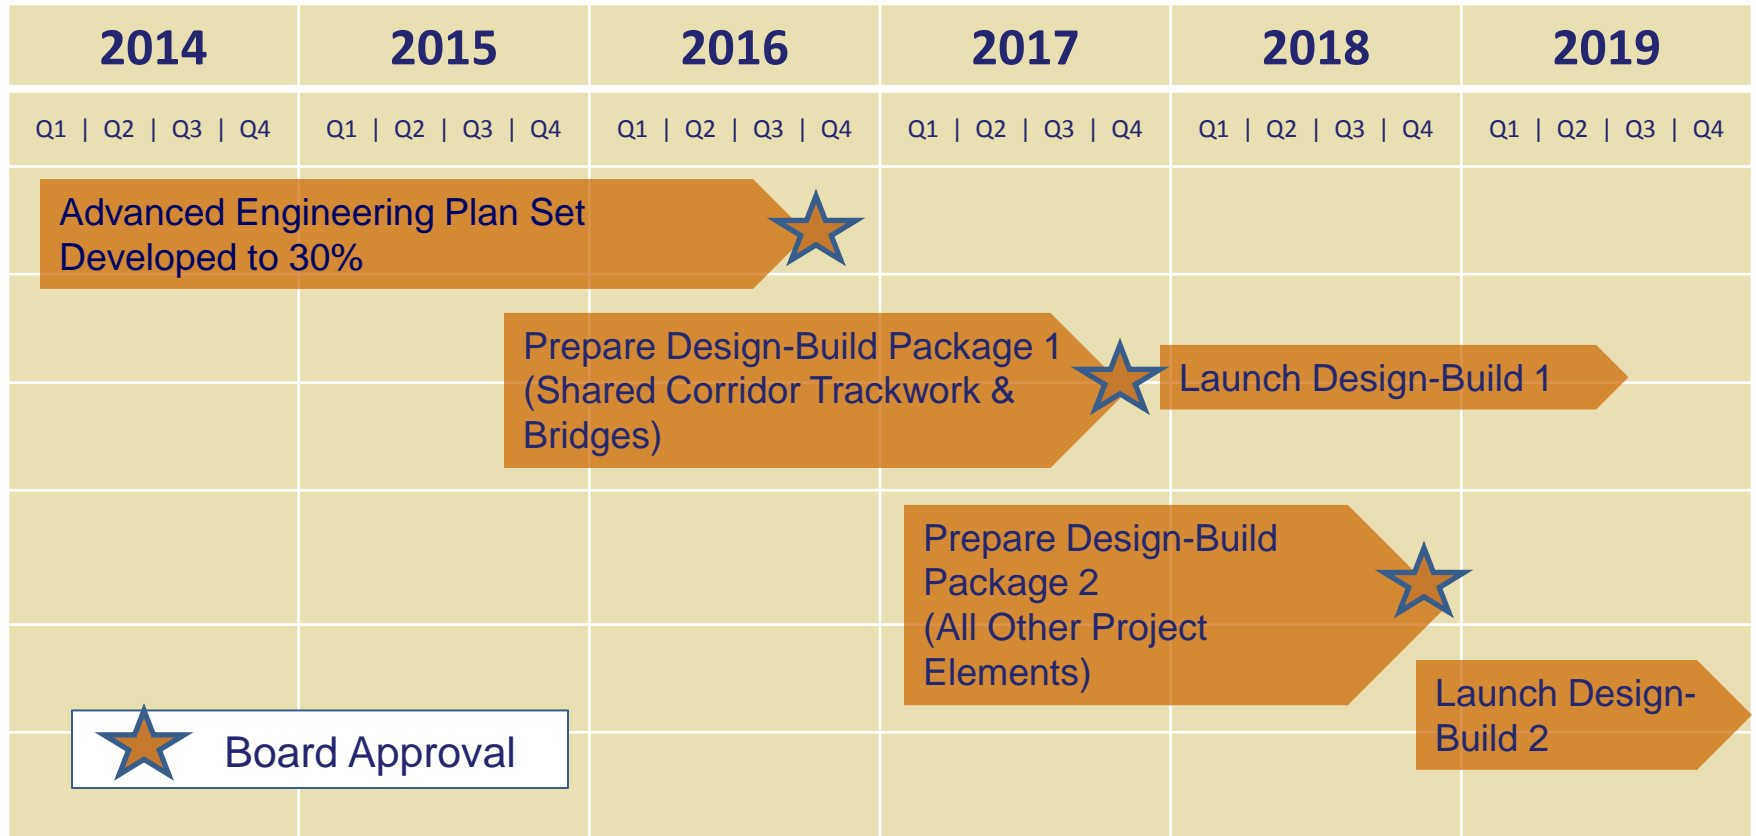 2014 2015 2016 2017 2018 2019
Q1 | Q2 | Q3 | Q4 Q1 | Q2 | Q3 | Q4 Q1 | Q2 | Q3 | Q4 Q1 | Q2 | Q3 | Q4 Q1 | Q2 | Q3 | Q4 Q1 | Q2 | Q3 | Q4
Advanced Engineering Plan Set
Developed to 30%
Prepare Design-Build Package 1
(Shared Corridor Trackwork &
Bridges)
Launch Design-Build 1
Prepare Design-Build
Package 2
(All Other Project
Elements)
Launch Design-
Build 2
Board Approval